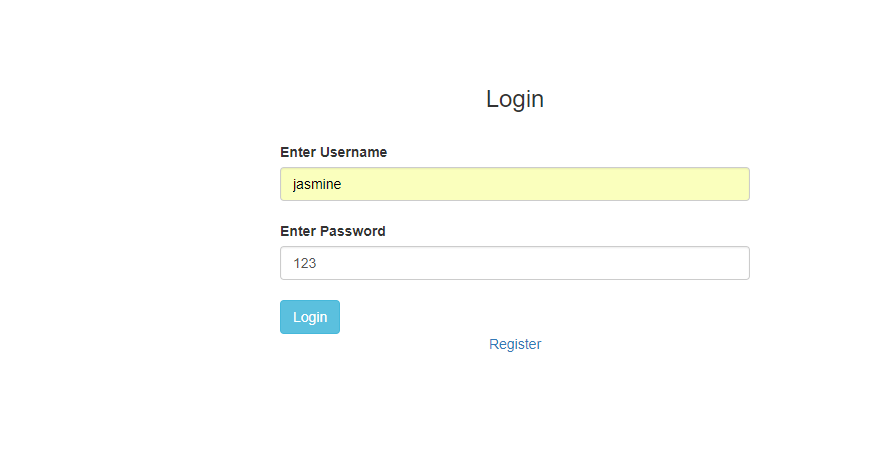 Login
Enter Username
jasmine
Enter Password
123
Login
Register